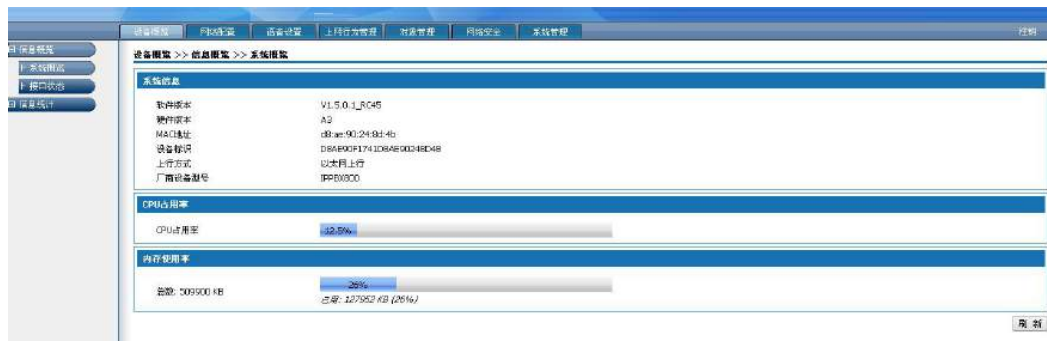 设备概览 网络配置 语音设置 上网行为管理 对象管理 网络安全 系统管理 注销
信息概览
系统概览
接口状态
信息统计
设备概览 >> 信息概览 >> 系统概览
系统信息
软件版本 V1.5.0.1_RC45
硬件版本 A3
MAC地址 d8:ae:90:24:8d:4b
设备标识
上行方式 以太网上行
厂商设备型号 IPPBX600
CPU占用率
CPU占用率 12.5%
内存使用率
总数: 509900 KB 26%
占用: 127952 KB (26%)
刷 新